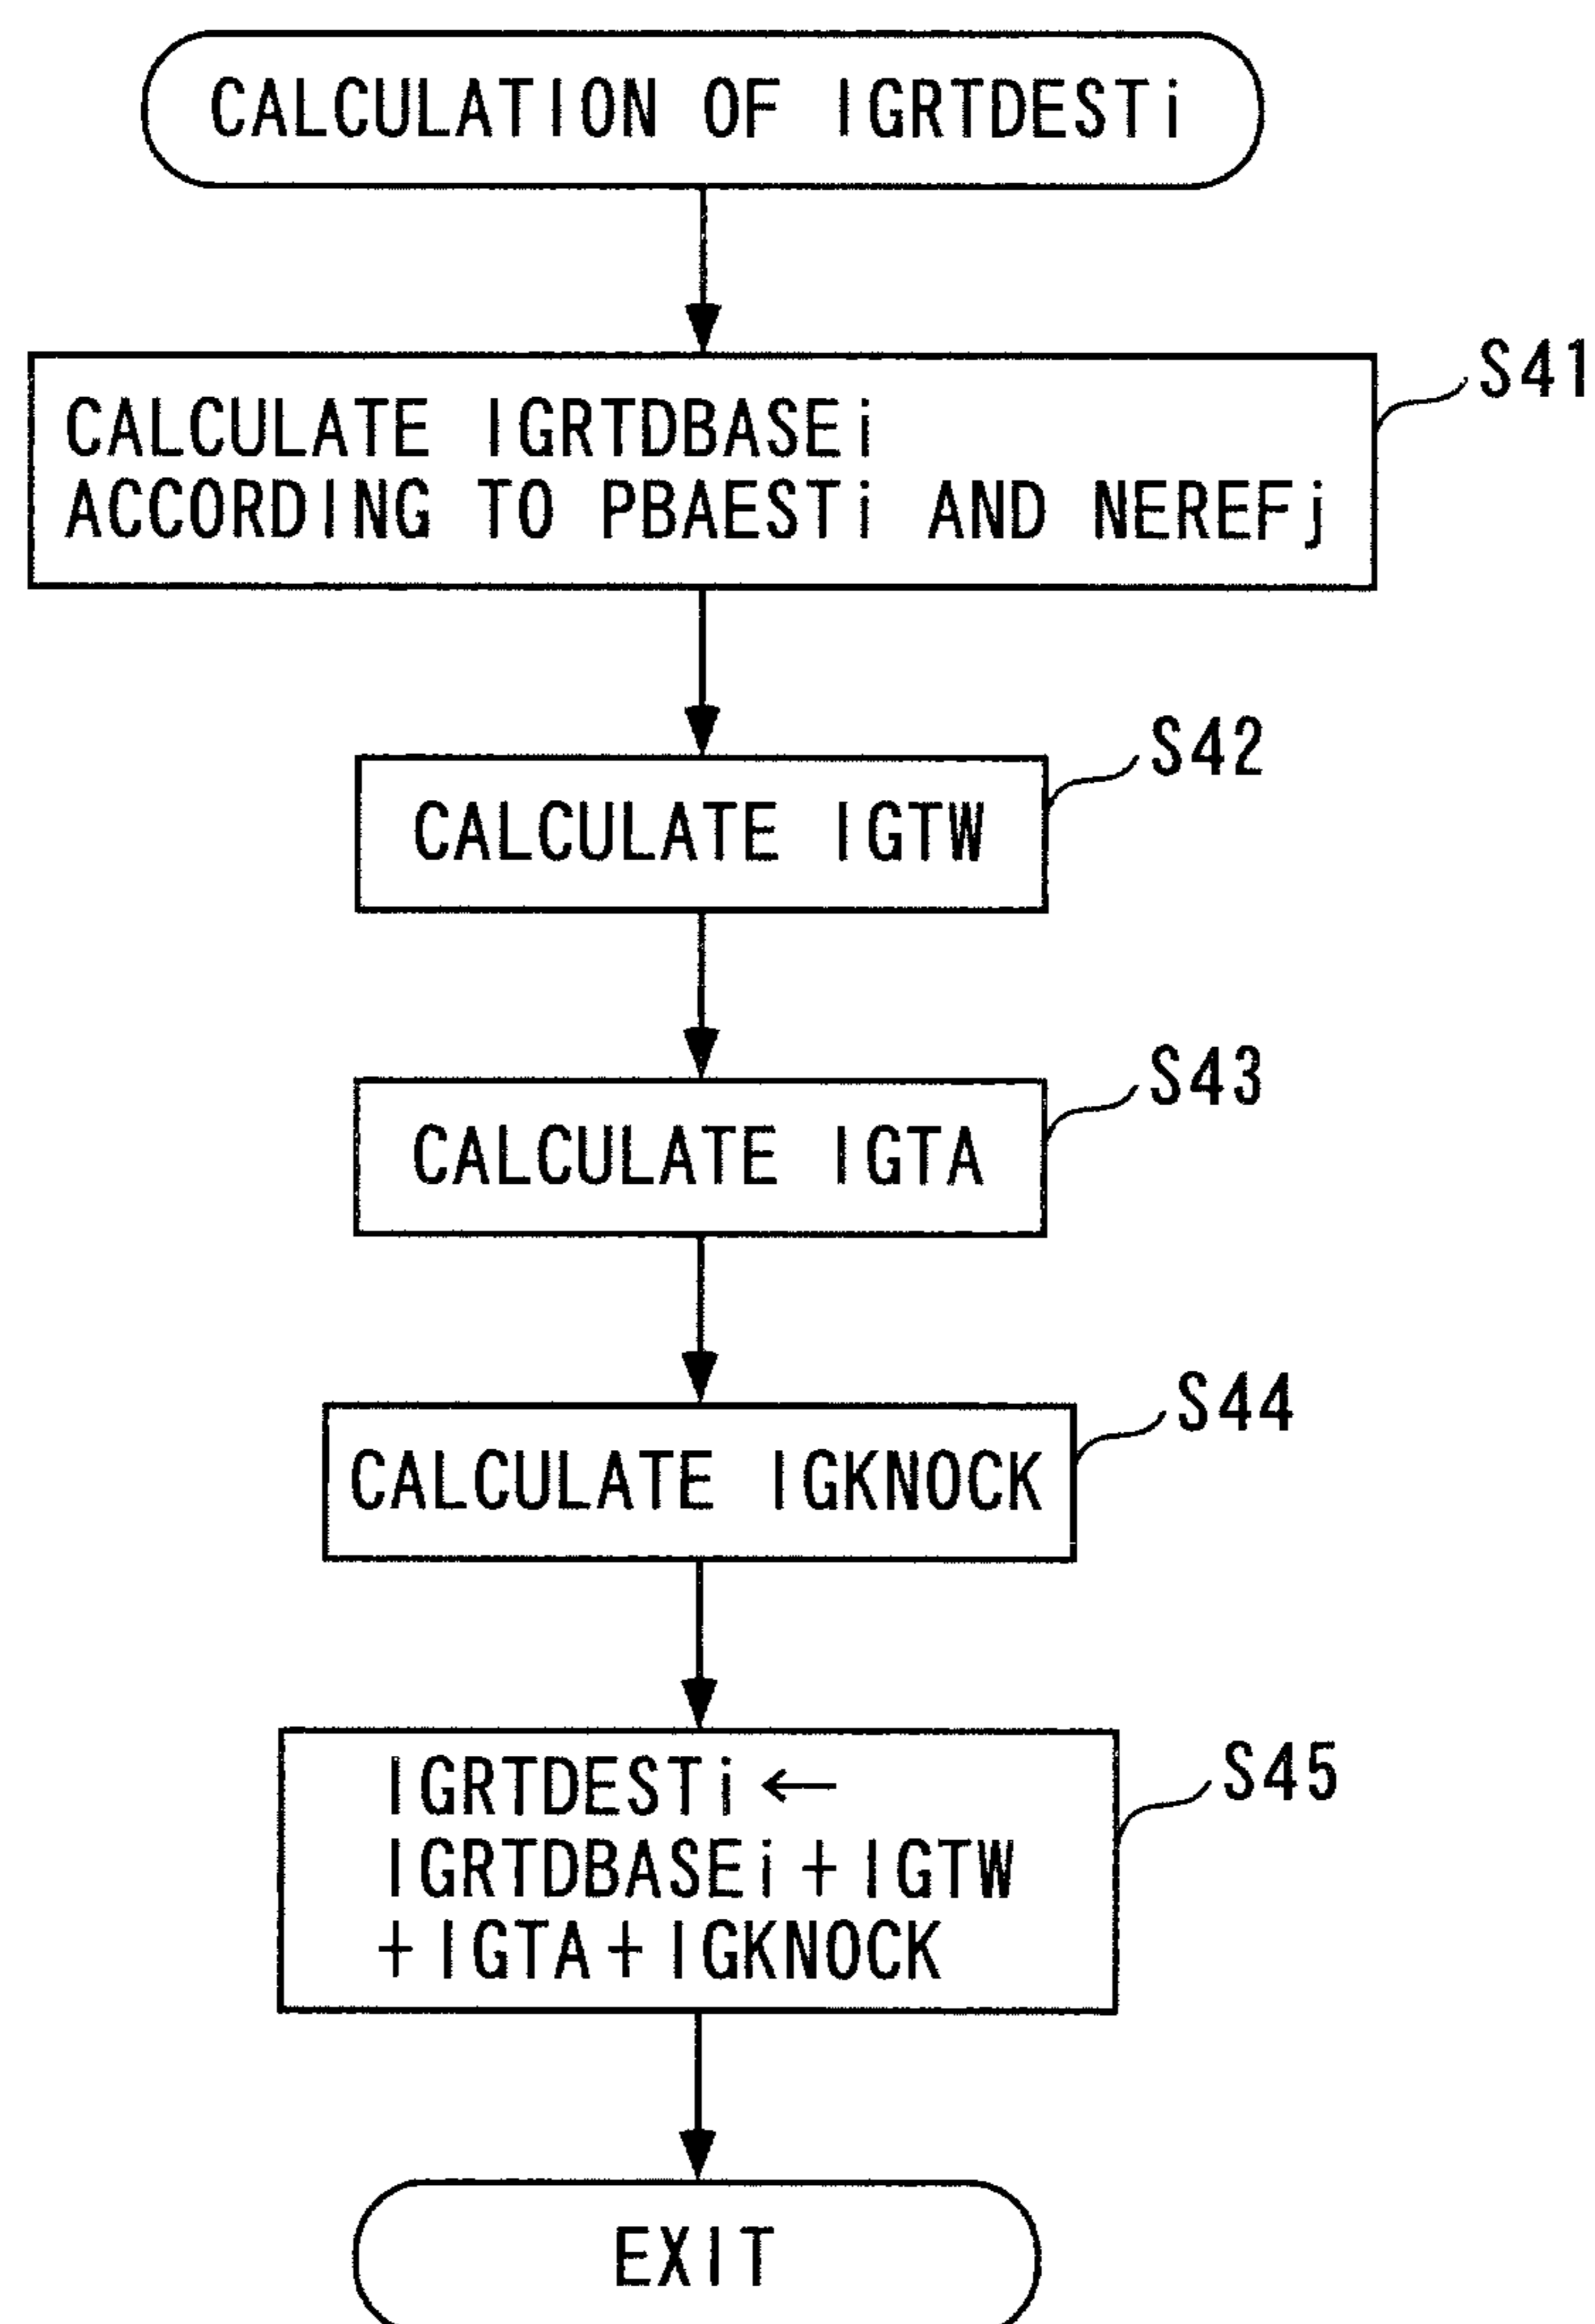 CALCULATION OF IGRTDESTi
S41
CALCULATE IGRTDBASEi
ACCORDING TO PBAESTi AND NEREFj
S42
CALCULATE IGTW
S43
CALCULATE IGTA
S44
CALCULATE IGKNOCK
S45
IGRTDESTi←
IGRTDBASEi+IGTW
+IGTA+IGKNOCK
EXIT